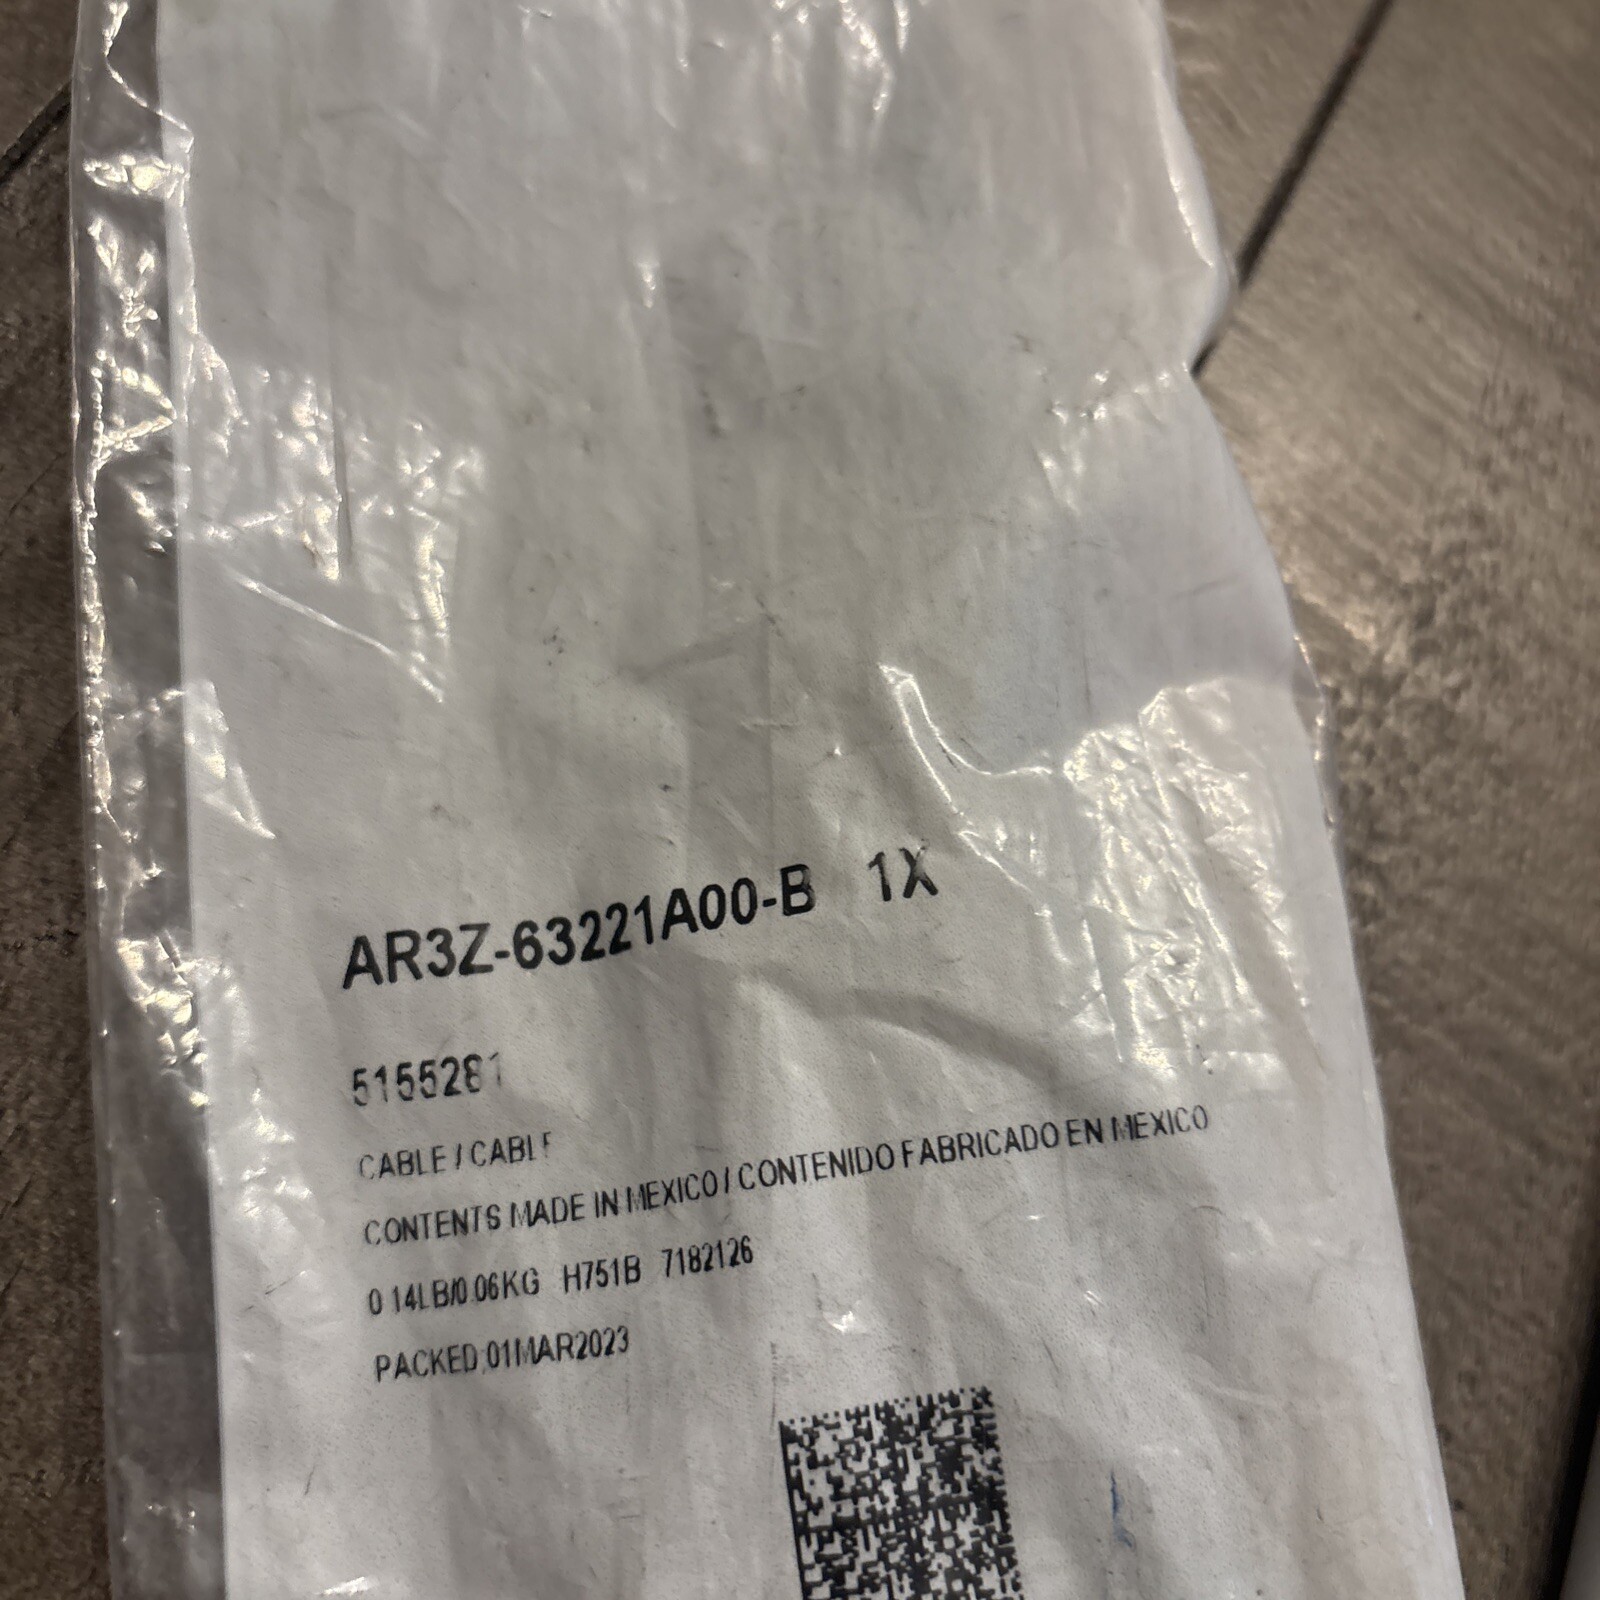 AR3Z-63221A00-B 1X
5155281
CABLE / CABLE
CONTENTS MADE IN MEXICO / CONTENIDO FABRICADO EN MEXICO
0.14LB/0.06KG H751B 7182126
PACKED 01MAR2023